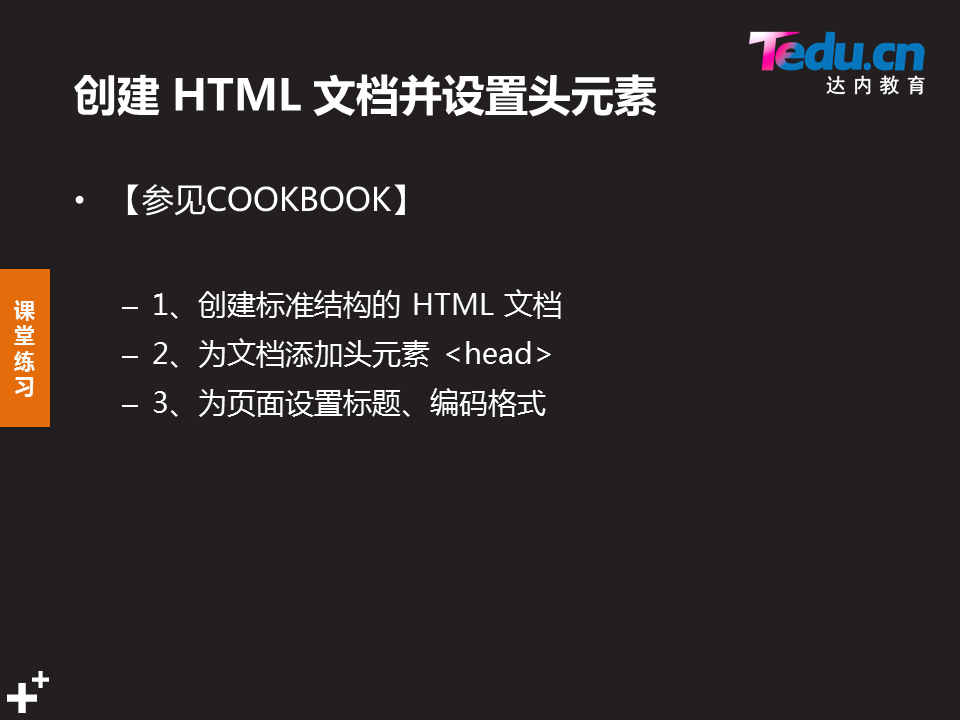 Tedu.cn
达内教育
创建 HTML 文档并设置头元素
• 【参见COOKBOOK】
课堂练习
– 1、创建标准结构的 HTML 文档
– 2、为文档添加头元素 <head>
– 3、为页面设置标题、编码格式